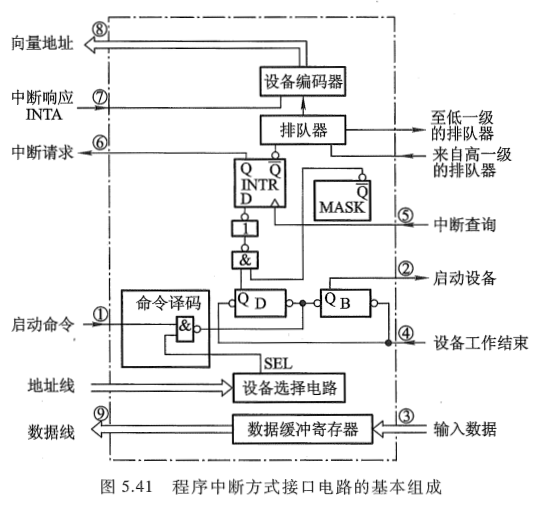 ⑧
向量地址
设备编码器
中断响应
INTA
⑦
排队器
至低一级
的排队器
⑥
中断请求
来自高一级
的排队器
Q Q̅
INTR
D
Q̅
MASK
1
⑤
中断查询
&
②
启动设备
命令译码
Q D
Q B
①
启动命令
&
④
设备工作结束
SEL
地址线
设备选择电路
⑨
数据线
数据缓冲寄存器
③
输入数据
图 5.41 程序中断方式接口电路的基本组成